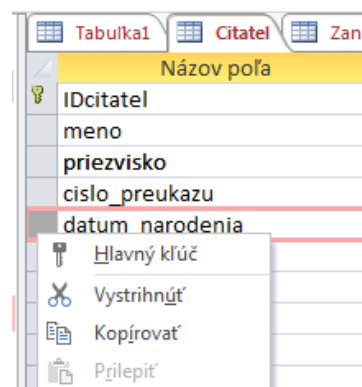 Tabuľka1 Citatel Zan
Názov poľa
IDcitatel
meno
priezvisko
cislo_preukazu
datum_narodenia
Hlavný kľúč
Vystrihnúť
Kopírovať
Prilepiť